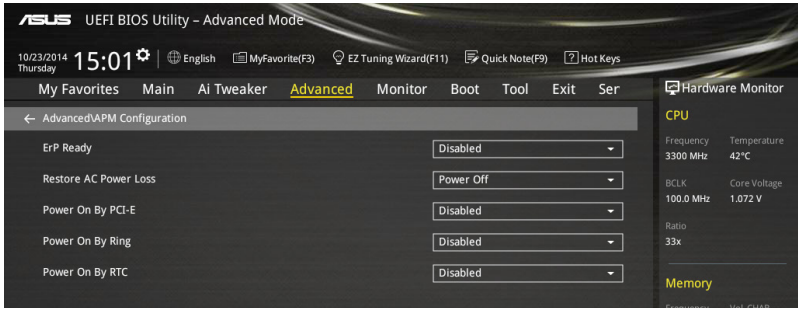 ASUS UEFI BIOS Utility – Advanced Mode
10/23/2014 Thursday 15:01 English MyFavorite(F3) EZ Tuning Wizard(F11) Quick Note(F9) ? Hot Keys
My Favorites Main Ai Tweaker Advanced Monitor Boot Tool Exit Ser
← Advanced\APM Configuration
ErP Ready Disabled
Restore AC Power Loss Power Off
Power On By PCI-E Disabled
Power On By Ring Disabled
Power On By RTC Disabled
Hardware Monitor
CPU
Frequency Temperature
3300 MHz 42°C
BCLK Core Voltage
100.0 MHz 1.072 V
Ratio
33x
Memory